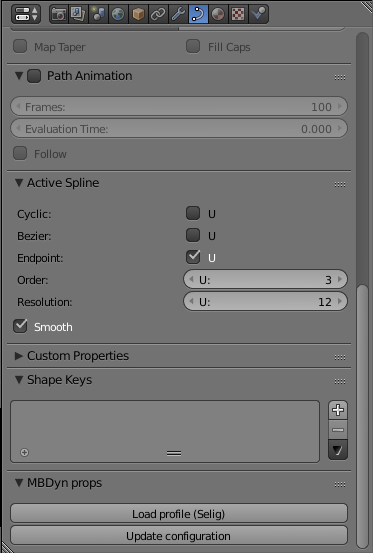 Map Taper Fill Caps
Path Animation
Frames: 100
Evaluation Time: 0.000
Follow
Active Spline
Cyclic: U
Bezier: U
Endpoint: U
Order: U: 3
Resolution: U: 12
Smooth
Custom Properties
Shape Keys
MBDyn props
Load profile (Selig)
Update configuration